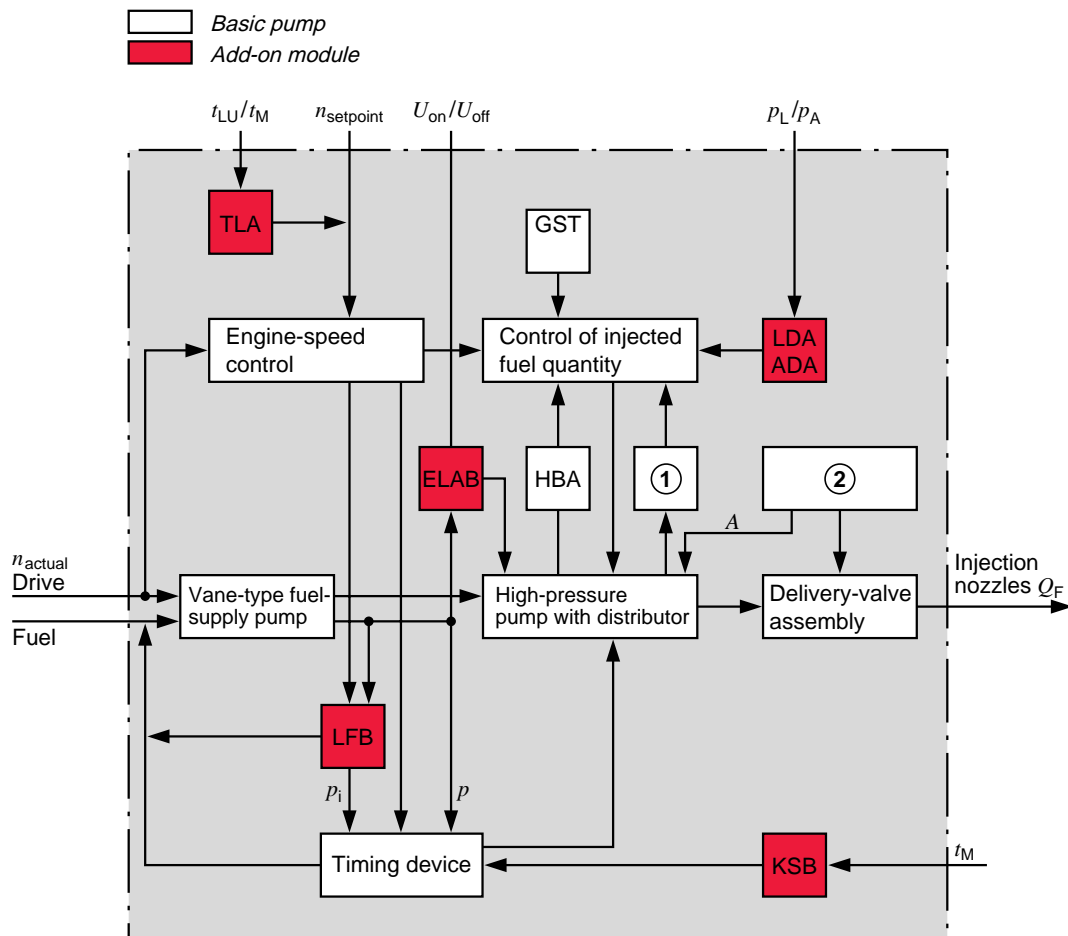 Basic pump
Add-on module
tLU/tM
nsetpoint
Uon/Uoff
pL/pA
TLA
GST
Engine-speed
control
Control of injected
fuel quantity
LDA
ADA
ELAB
HBA
1
2
A
nactual
Drive
Fuel
Vane-type fuel-
supply pump
High-pressure
pump with distributor
Delivery-valve
assembly
Injection
nozzles QF
LFB
pi
p
Timing device
KSB
tM